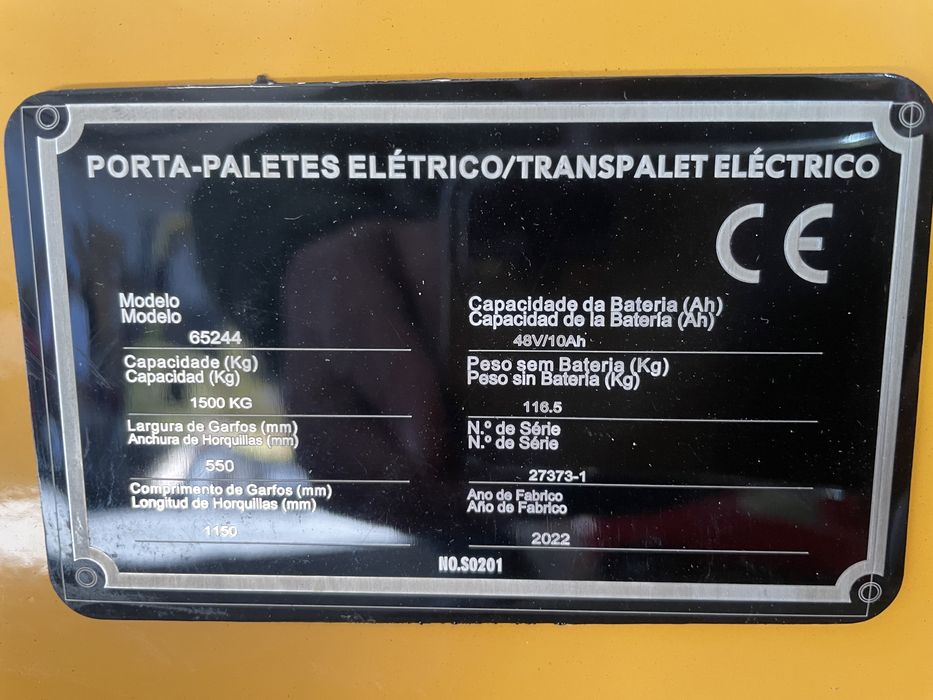 PORTA-PALETES ELÉTRICO/TRANSPALET ELÉCTRICO
CE
Modelo
Modelo
65244
Capacidade (Kg)
Capacidad (Kg)
1500 KG
Largura de Garfos (mm)
Anchura de Horquillas (mm)
550
Comprimento de Garfos (mm)
Longitud de Horquillas (mm)
1150
Capacidade da Bateria (Ah)
Capacidad de la Bateria (Ah)
48V/10Ah
Peso sem Bateria (Kg)
Peso sin Bateria (Kg)
116.5
N.º de Série
N.º de Série
27373-1
Ano de Fabrico
Año de Fabrico
2022
NO.S0201